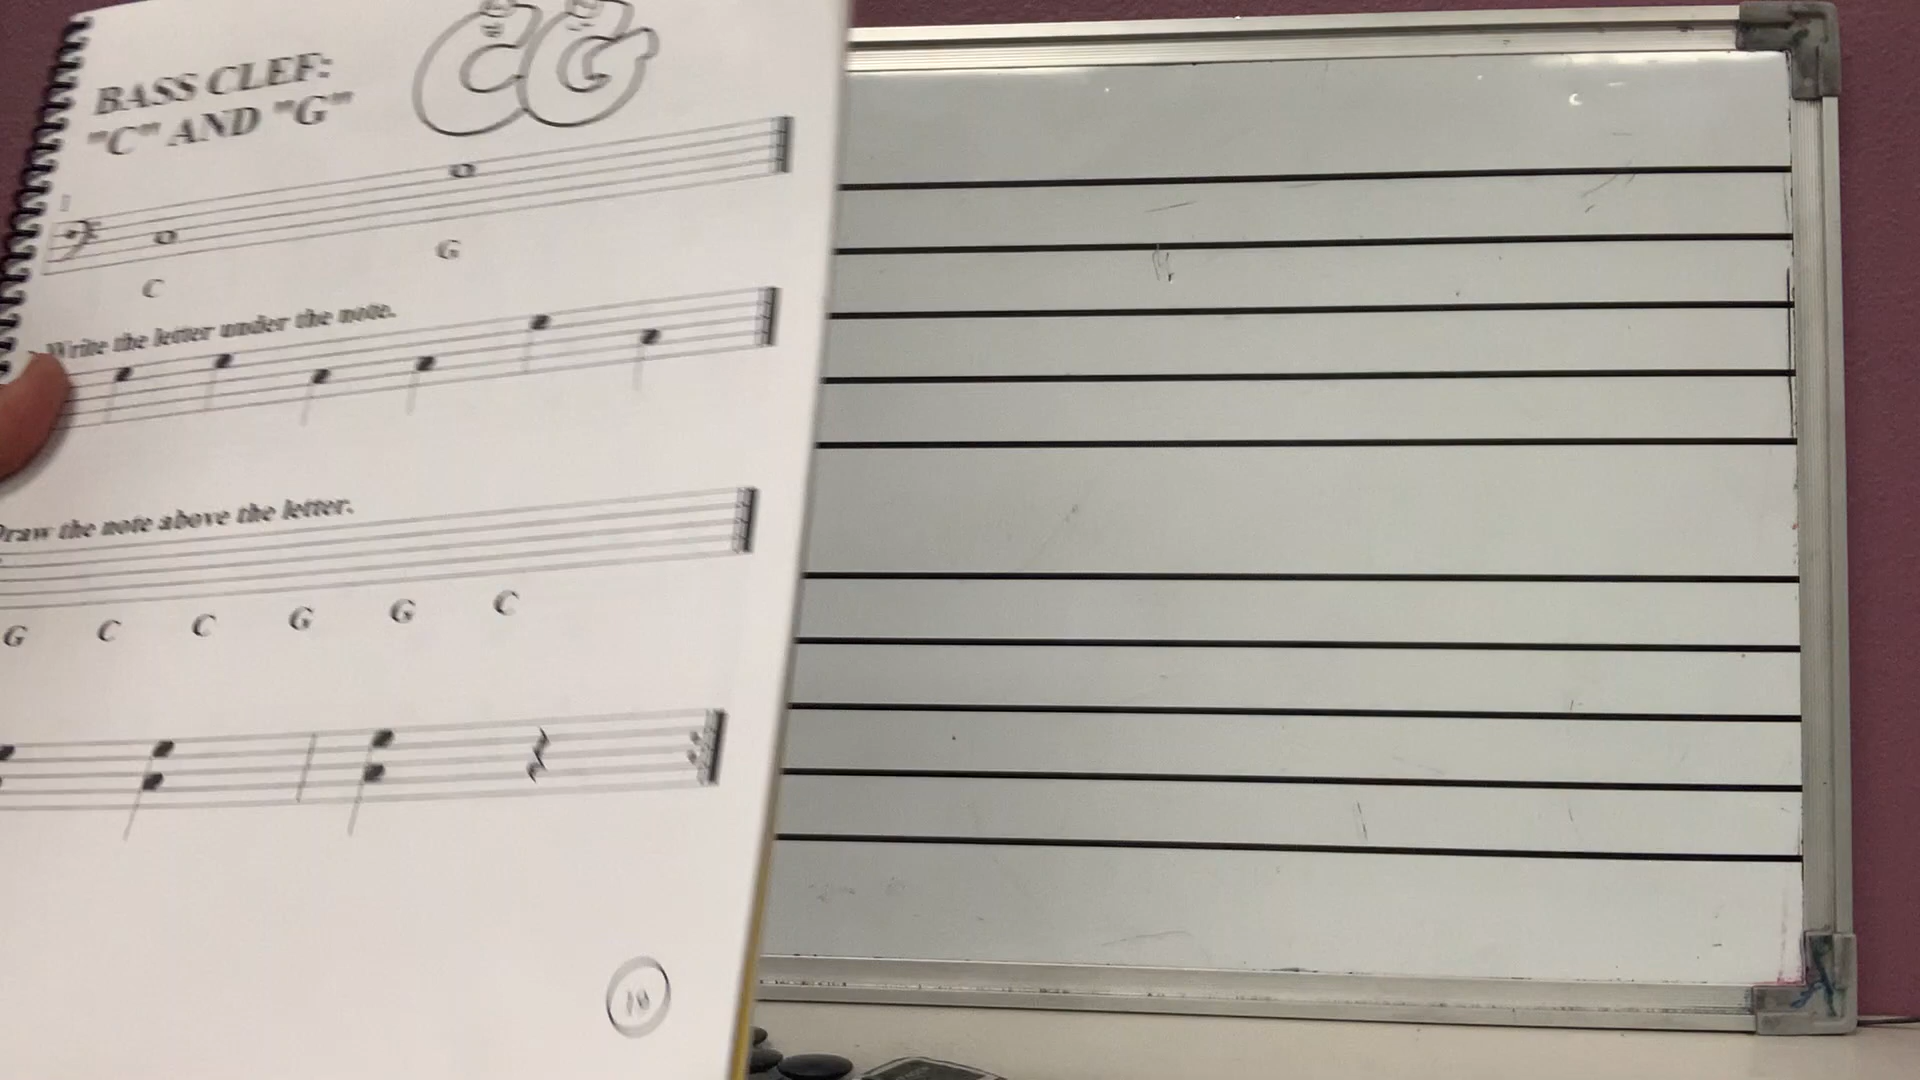 BASS CLEF:
"C" AND "G"
CG
C G
Write the letter under the note.
Draw the note above the letter.
G C C G G C